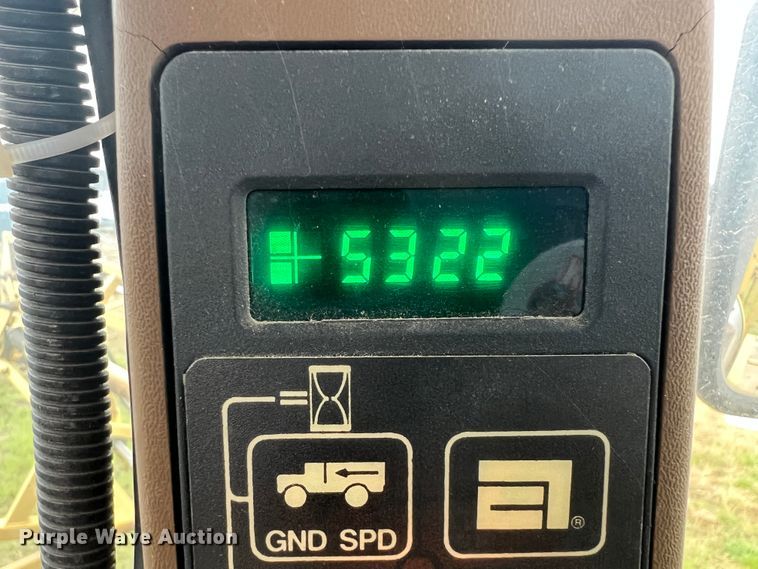 5322
GND SPD
®
Purple Wave Auction